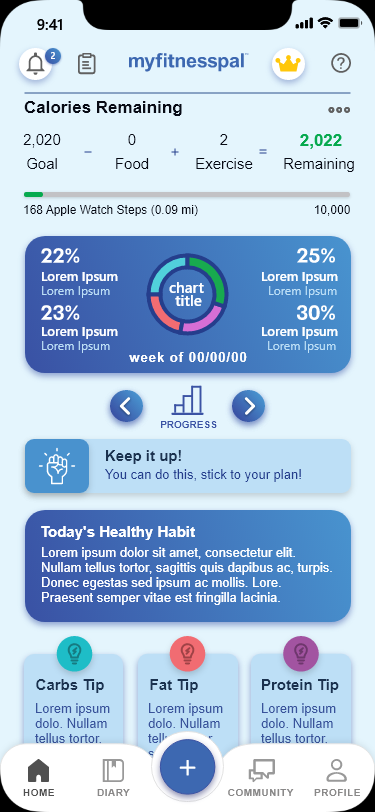 9:41
2
myfitnesspal
Calories Remaining
2,020 − 0 + 2 = 2,022
Goal Food Exercise Remaining
168 Apple Watch Steps (0.09 mi) 10,000
22% 25%
Lorem Ipsum Lorem Ipsum
Lorem Ipsum Lorem Ipsum
chart
title
23% 30%
Lorem Ipsum Lorem Ipsum
Lorem Ipsum Lorem Ipsum
week of 00/00/00
PROGRESS
Keep it up!
You can do this, stick to your plan!
Today's Healthy Habit
Lorem ipsum dolor sit amet, consectetur elit.
Nullam tellus tortor, sagittis quis dapibus ac, turpis.
Donec egestas sed ipsum ac mollis. Lore.
Praesent semper vitae est fringilla lacinia.
Carbs Tip Fat Tip Protein Tip
Lorem ipsum Lorem ipsum Lorem ipsum
dolo. Nullam dolo. Nullam dolo. Nullam
tellus tortor, tellus tortor, tellus tortor,
+
HOME DIARY COMMUNITY PROFILE